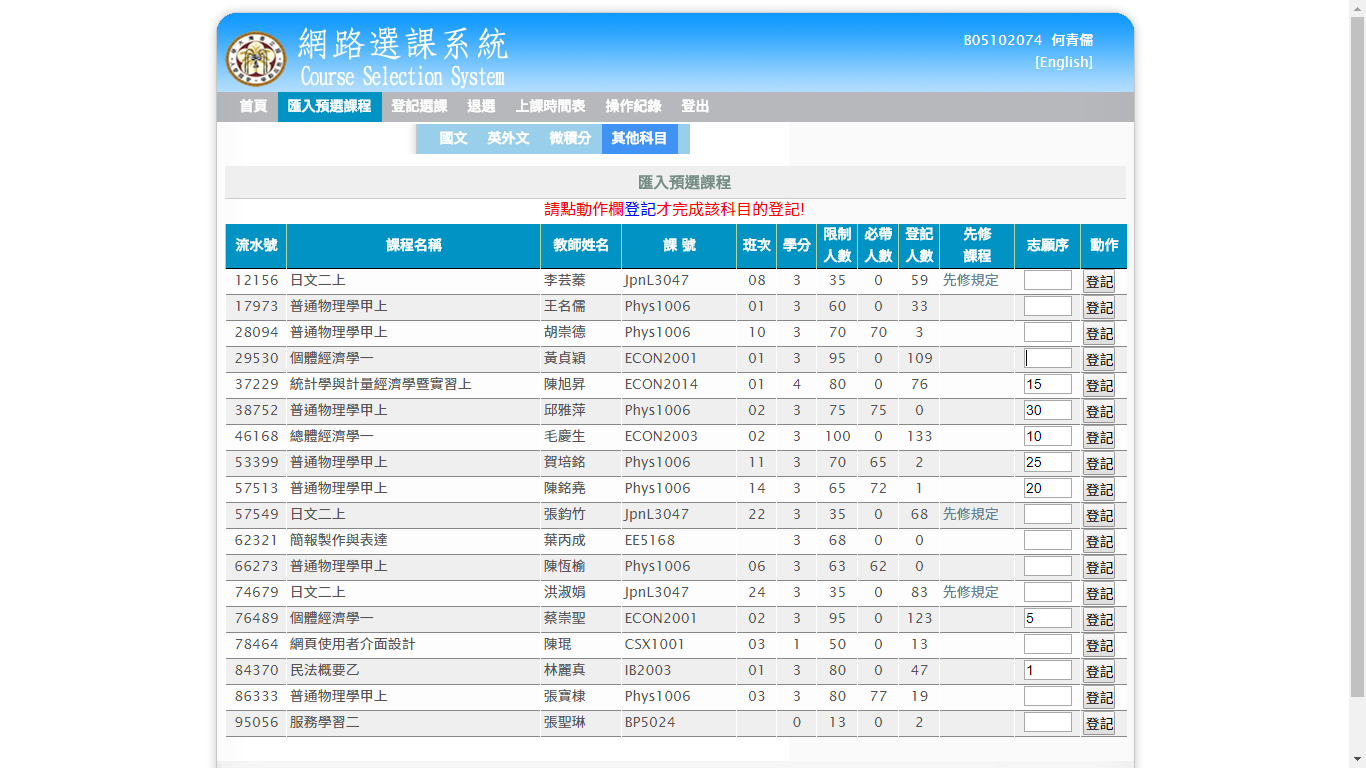 網路選課系統
Course Selection System
B05102074 何青儒
[English]
首頁 匯入預選課程 登記選課 退選 上課時間表 操作紀錄 登出
國文 英外文 微積分 其他科目
匯入預選課程
請點動作欄登記才完成該科目的登記!
流水號 課程名稱 教師姓名 課 號 班次 學分 限制人數 必帶人數 登記人數 先修課程 志願序 動作
12156 日文二上 李芸蓁 JpnL3047 08 3 35 0 59 先修規定 登記
17973 普通物理學甲上 王名儒 Phys1006 01 3 60 0 33 登記
28094 普通物理學甲上 胡崇德 Phys1006 10 3 70 70 3 登記
29530 個體經濟學一 黃貞穎 ECON2001 01 3 95 0 109 登記
37229 統計學與計量經濟學暨實習上 陳旭昇 ECON2014 01 4 80 0 76 15 登記
38752 普通物理學甲上 邱雅萍 Phys1006 02 3 75 75 0 30 登記
46168 總體經濟學一 毛慶生 ECON2003 02 3 100 0 133 10 登記
53399 普通物理學甲上 賀培銘 Phys1006 11 3 70 65 2 25 登記
57513 普通物理學甲上 陳銘堯 Phys1006 14 3 65 72 1 20 登記
57549 日文二上 張鈞竹 JpnL3047 22 3 35 0 68 先修規定 登記
62321 簡報製作與表達 葉丙成 EE5168 3 68 0 0 登記
66273 普通物理學甲上 陳恆榆 Phys1006 06 3 63 62 0 登記
74679 日文二上 洪淑娟 JpnL3047 24 3 35 0 83 先修規定 登記
76489 個體經濟學一 蔡崇聖 ECON2001 02 3 95 0 123 5 登記
78464 網頁使用者介面設計 陳琨 CSX1001 03 1 50 0 13 登記
84370 民法概要乙 林麗真 IB2003 01 3 80 0 47 1 登記
86333 普通物理學甲上 張寶棣 Phys1006 03 3 80 77 19 登記
95056 服務學習二 張聖琳 BP5024 0 13 0 2 登記